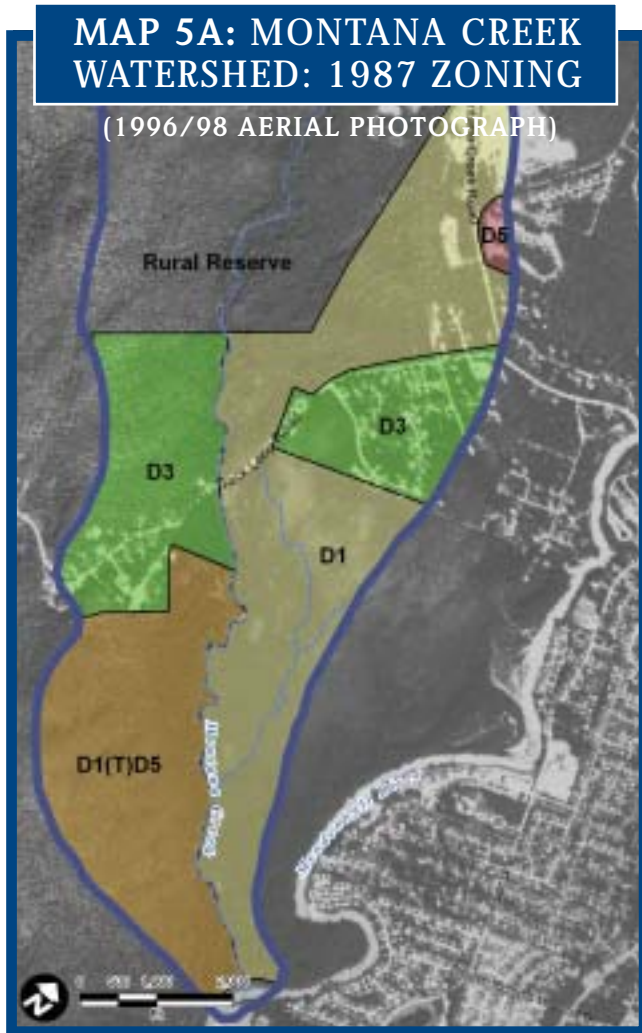 MAP 5A: MONTANA CREEK
WATERSHED: 1987 ZONING
(1996/98 AERIAL PHOTOGRAPH)
D5
Rural Reserve
D3
D3
D1
D1(T)D5
0